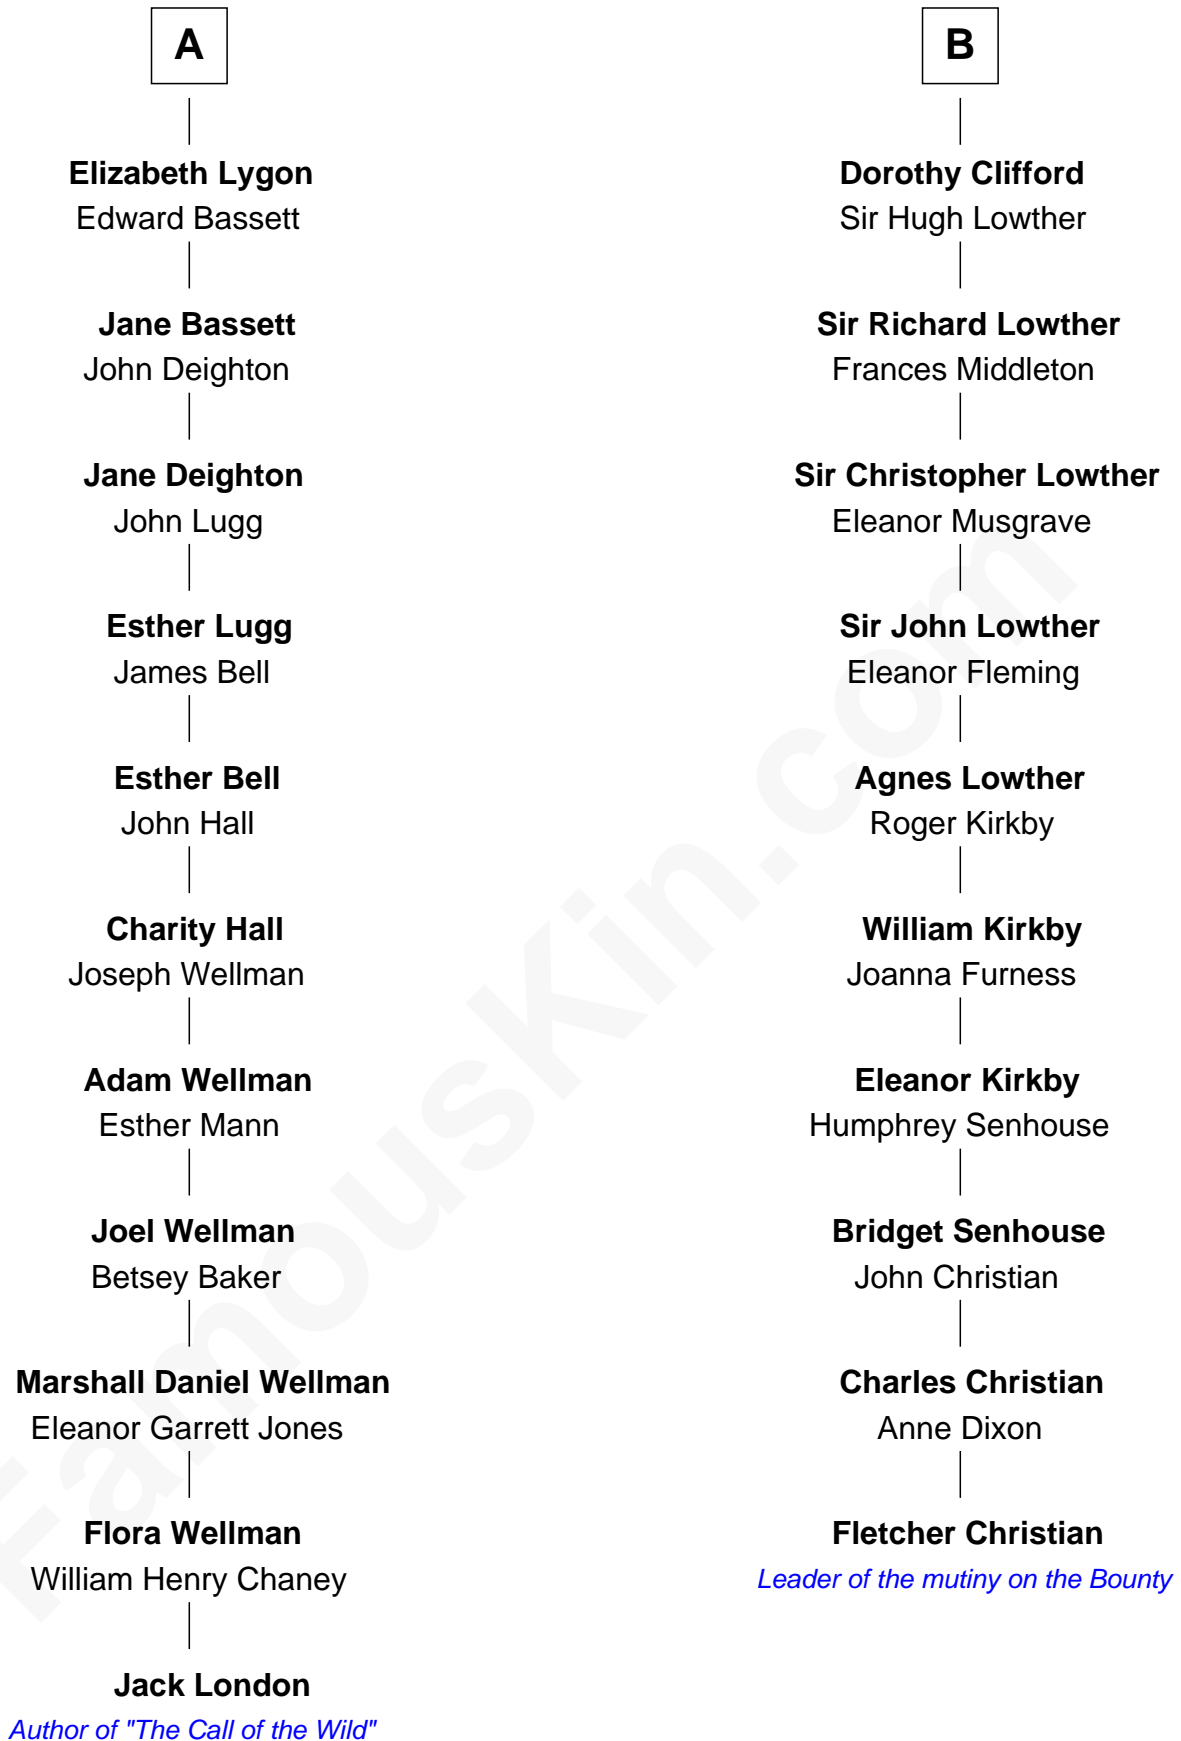 A
Elizabeth Lygon
Edward Bassett
Jane Bassett
John Deighton
Jane Deighton
John Lugg
Esther Lugg
James Bell
Esther Bell
John Hall
Charity Hall
Joseph Wellman
Adam Wellman
Esther Mann
Joel Wellman
Betsey Baker
Marshall Daniel Wellman
Eleanor Garrett Jones
Flora Wellman
William Henry Chaney
Jack London
Author of "The Call of the Wild"
B
Dorothy Clifford
Sir Hugh Lowther
Sir Richard Lowther
Frances Middleton
Sir Christopher Lowther
Eleanor Musgrave
Sir John Lowther
Eleanor Fleming
Agnes Lowther
Roger Kirkby
William Kirkby
Joanna Furness
Eleanor Kirkby
Humphrey Senhouse
Bridget Senhouse
John Christian
Charles Christian
Anne Dixon
Fletcher Christian
Leader of the mutiny on the Bounty
FamousKin.com